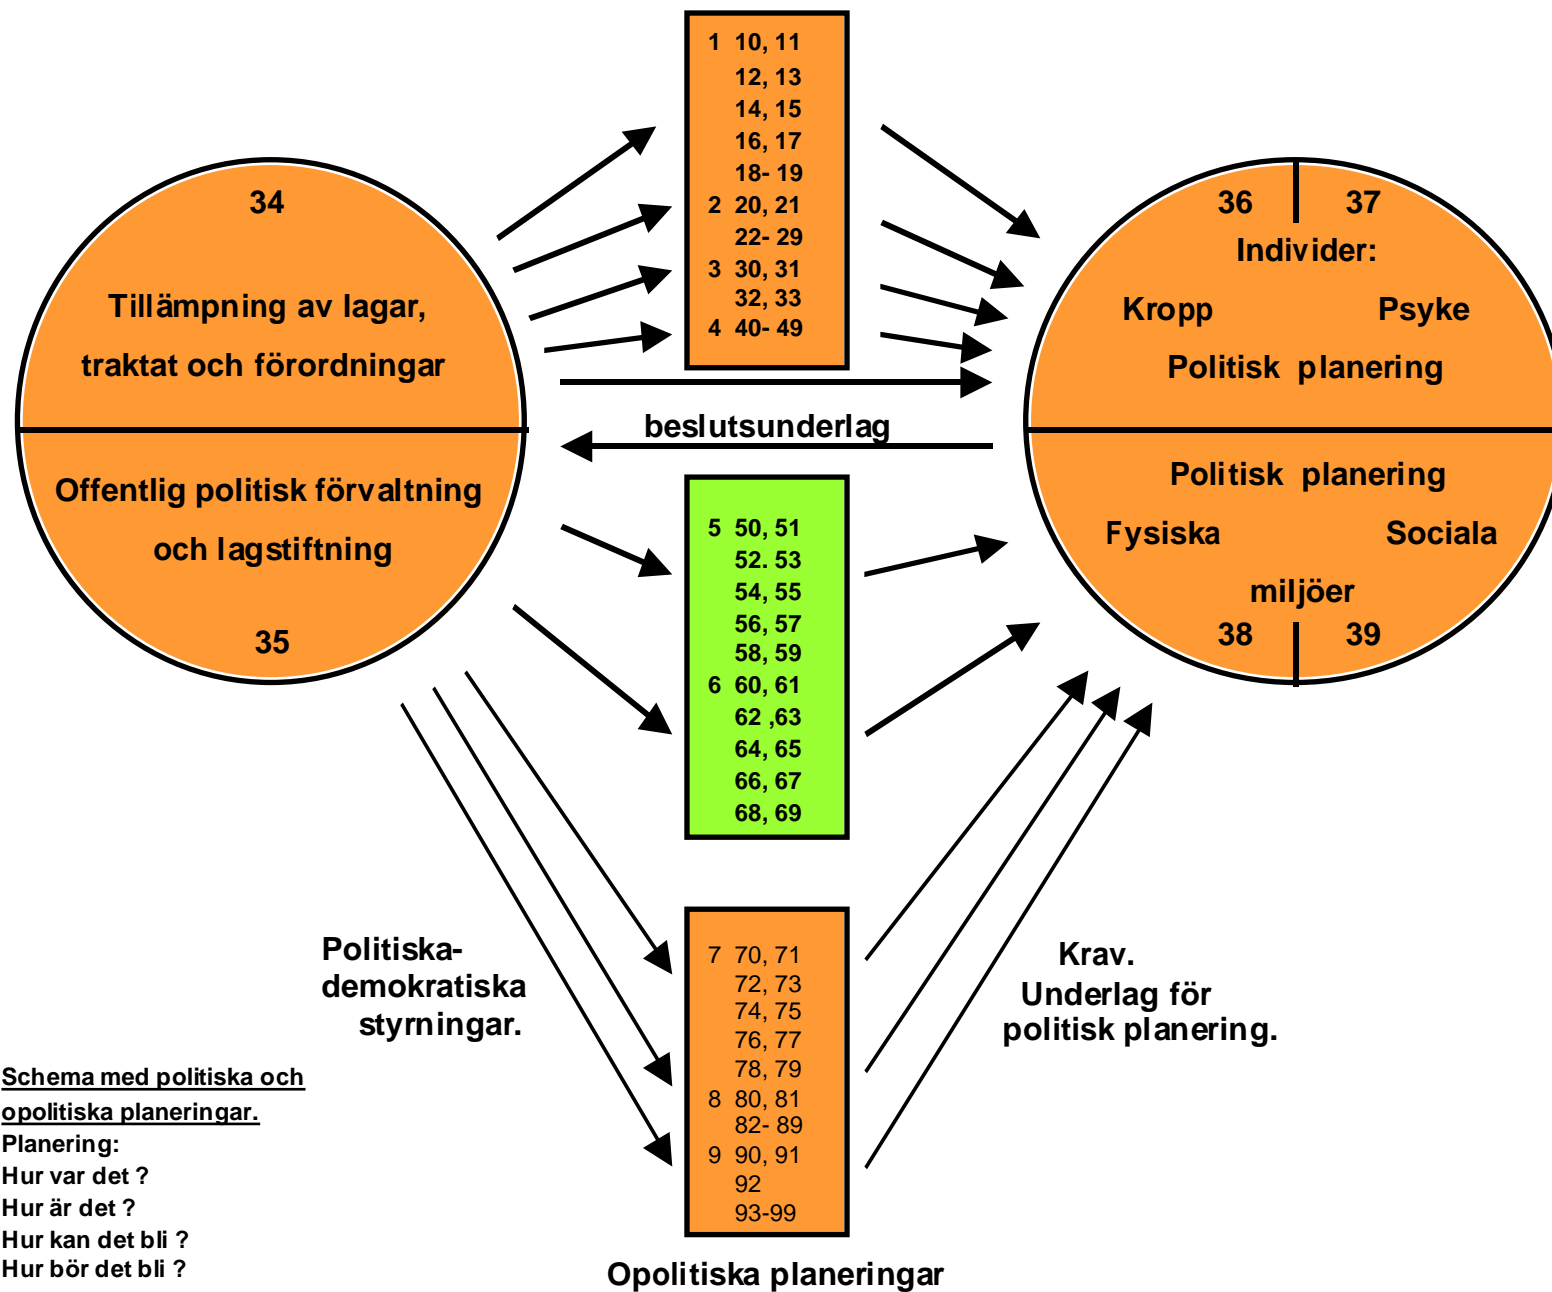 1 10, 11
12, 13
14, 15
16, 17
18- 19
2 20, 21
22- 29
3 30, 31
32, 33
4 40- 49
34
Tillämpning av lagar,
traktat och förordningar
Offentlig politisk förvaltning
och lagstiftning
35
36 37
Individer:
Kropp Psyke
Politisk planering
Politisk planering
Fysiska Sociala
miljöer
38 39
beslutsunderlag
5 50, 51
52. 53
54, 55
56, 57
58, 59
6 60, 61
62 ,63
64, 65
66, 67
68, 69
Politiska-
demokratiska
styrningar.
7 70, 71
72, 73
74, 75
76, 77
78, 79
8 80, 81
82- 89
9 90, 91
92
93-99
Krav.
Underlag för
politisk planering.
Schema med politiska och
opolitiska planeringar.
Planering:
Hur var det ?
Hur är det ?
Hur kan det bli ?
Hur bör det bli ?
Opolitiska planeringar